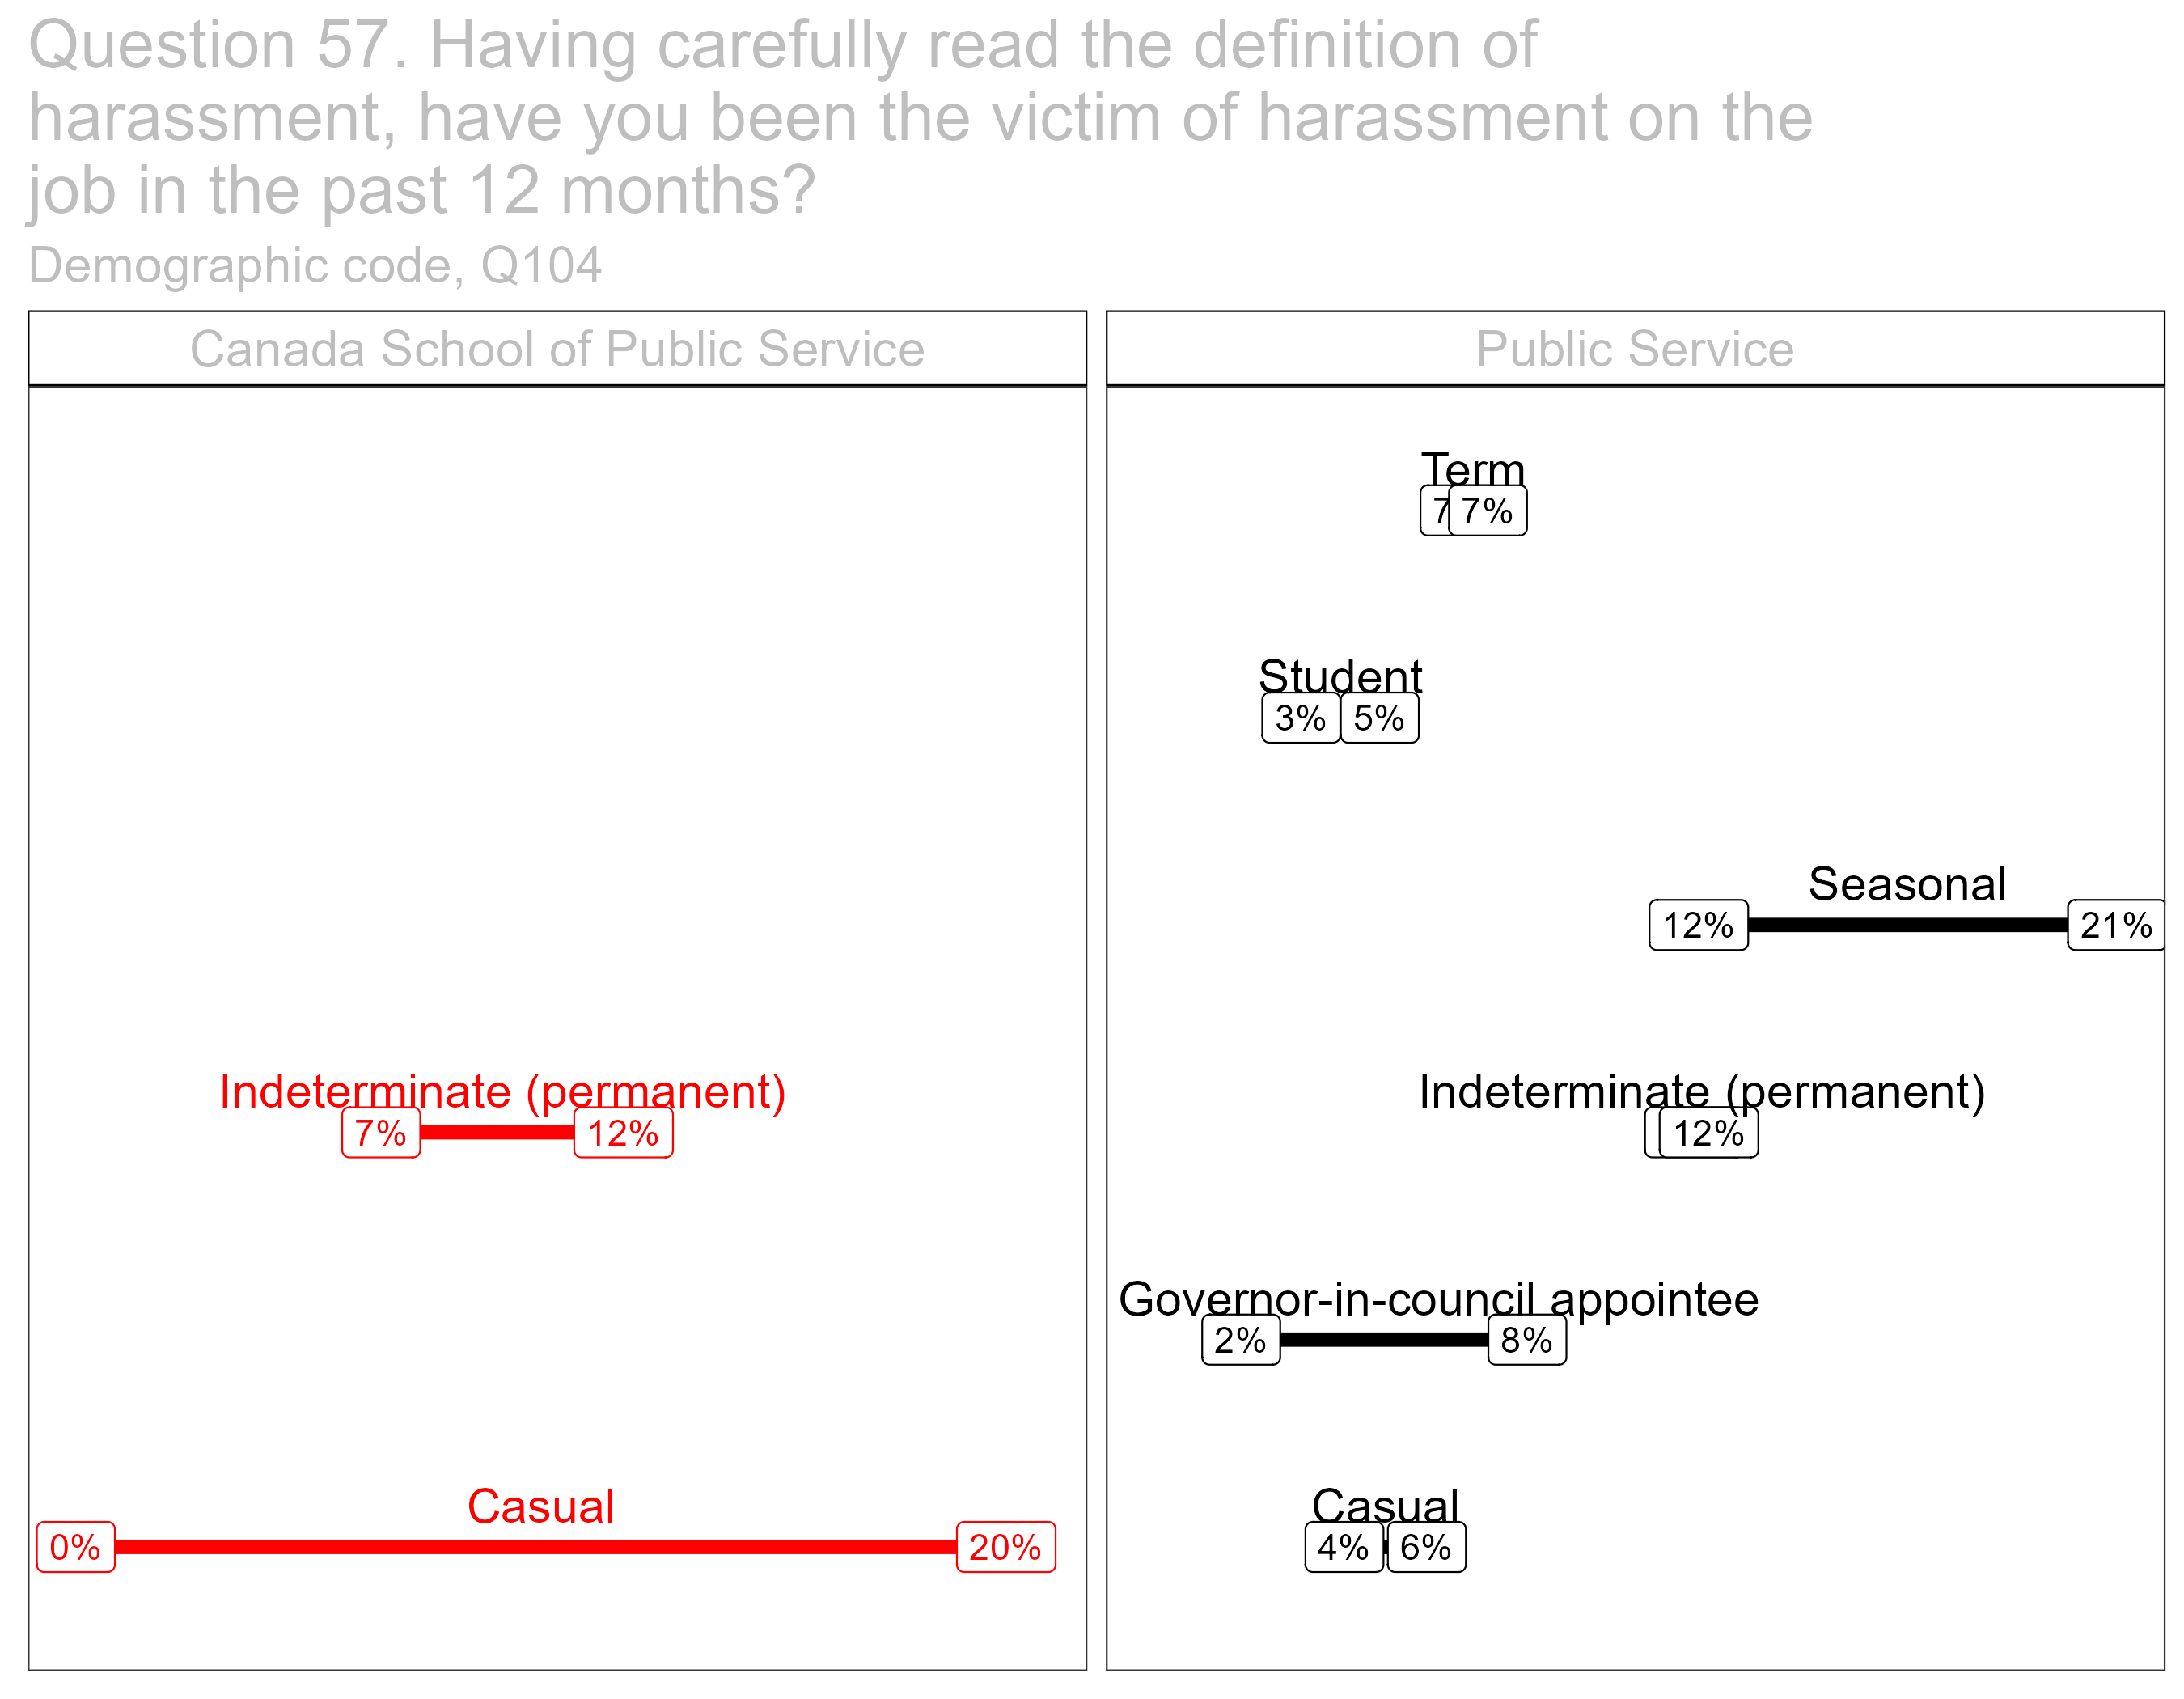 Question 57. Having carefully read the definition of
harassment, have you been the victim of harassment on the
job in the past 12 months?
Demographic code, Q104
Canada School of Public Service
Public Service
Term
7 7%
Student
3% 5%
Seasonal
12% 21%
Indeterminate (permanent)
7% 12%
Indeterminate (permanent)
12%
Governor-in-council appointee
2% 8%
Casual
0% 20%
Casual
4% 6%